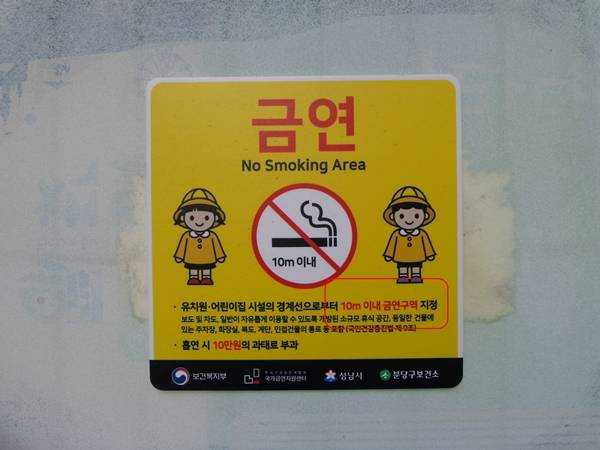 금연
No Smoking Area
10m 이내
· 유치원·어린이집 시설의 경계선으로부터 10m 이내 금연구역 지정
보도 및 차도, 일반이 자유롭게 이용할 수 있도록 개방된 소규모 휴식 공간, 동일한 건물에
있는 주차장, 화장실, 복도, 계단, 인접건물의 통로 등 포함 (국민건강증진법 제9조)
· 흡연 시 10만원의 과태료 부과
보건복지부
국가금연지원센터
성남시
분당구보건소